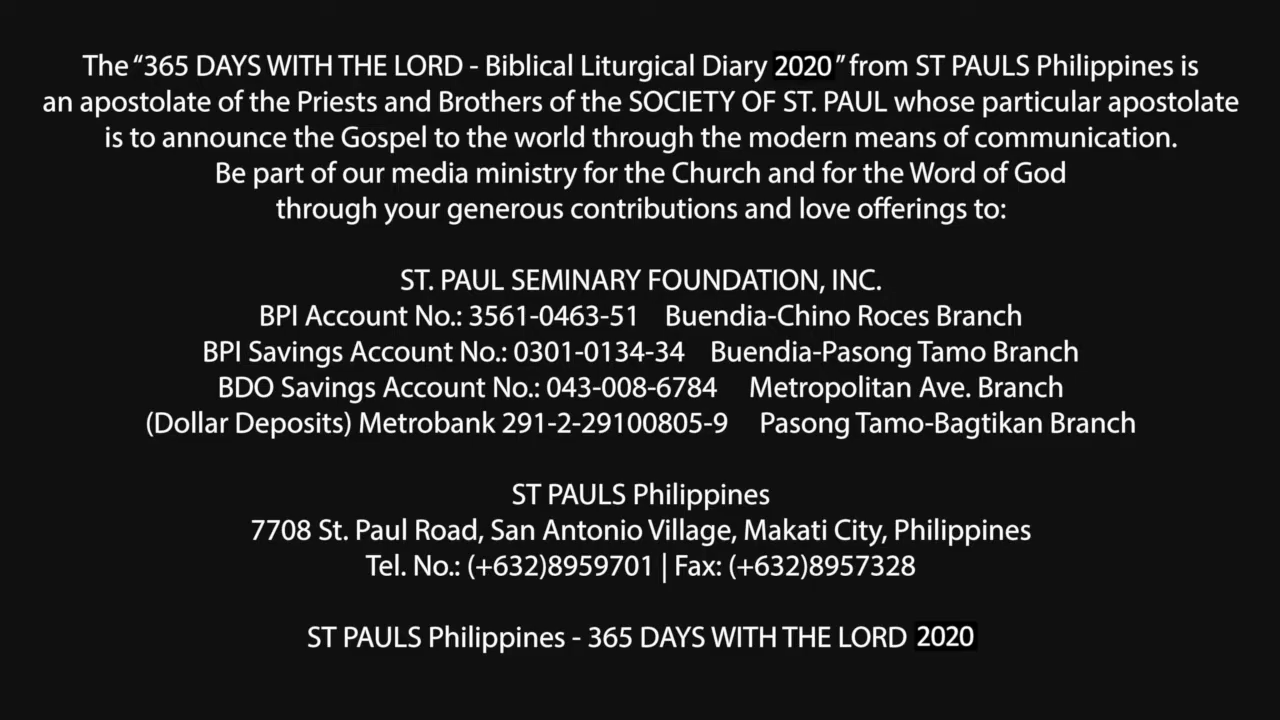 The “365 DAYS WITH THE LORD - Biblical Liturgical Diary 2020” from ST PAULS Philippines is
an apostolate of the Priests and Brothers of the SOCIETY OF ST. PAUL whose particular apostolate
is to announce the Gospel to the world through the modern means of communication.
Be part of our media ministry for the Church and for the Word of God
through your generous contributions and love offerings to:
ST. PAUL SEMINARY FOUNDATION, INC.
BPI Account No.: 3561-0463-51 Buendia-Chino Roces Branch
BPI Savings Account No.: 0301-0134-34 Buendia-Pasong Tamo Branch
BDO Savings Account No.: 043-008-6784 Metropolitan Ave. Branch
(Dollar Deposits) Metrobank 291-2-29100805-9 Pasong Tamo-Bagtikan Branch
ST PAULS Philippines
7708 St. Paul Road, San Antonio Village, Makati City, Philippines
Tel. No.: (+632)8959701 | Fax: (+632)8957328
ST PAULS Philippines - 365 DAYS WITH THE LORD 2020